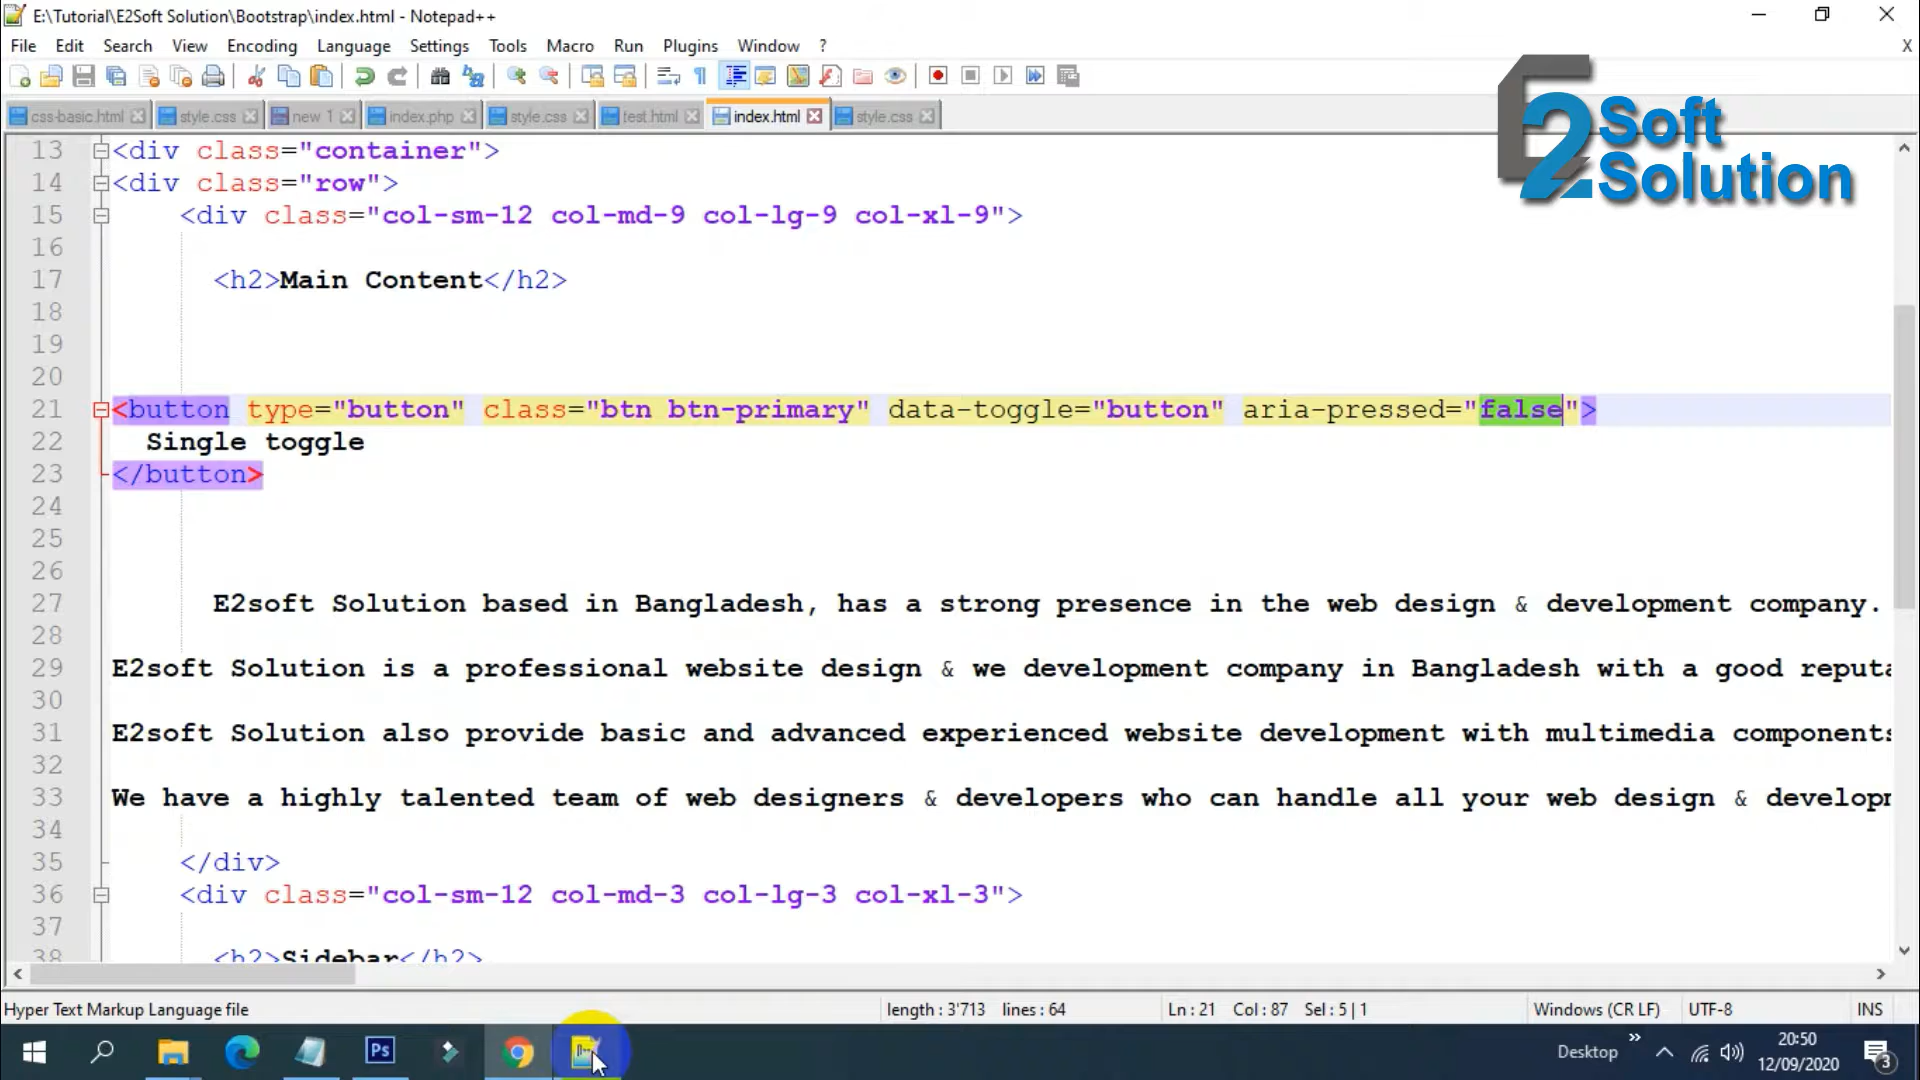 E:\Tutorial\E2Soft Solution\Bootstrap\index.html - Notepad++
File Edit Search View Encoding Language Settings Tools Macro Run Plugins Window ? X
css-basic.html style.css new 1 index.php style.css test.html index.html style.css
E2 Soft
Solution
13 <div class="container">
14 <div class="row">
15 <div class="col-sm-12 col-md-9 col-lg-9 col-xl-9">
16
17 <h2>Main Content</h2>
18
19
20
21 <button type="button" class="btn btn-primary" data-toggle="button" aria-pressed="false">
22 Single toggle
23 </button>
24
25
26
27 E2soft Solution based in Bangladesh, has a strong presence in the web design & development company.
28
29 E2soft Solution is a professional website design & we development company in Bangladesh with a good reputa
30
31 E2soft Solution also provide basic and advanced experienced website development with multimedia components
32
33 We have a highly talented team of web designers & developers who can handle all your web design & develop
34
35 </div>
36 <div class="col-sm-12 col-md-3 col-lg-3 col-xl-3">
37
38 <h2>Sidebar</h2>
Hyper Text Markup Language file length : 3'713 lines : 64 Ln : 21 Col : 87 Sel : 5 | 1 Windows (CR LF) UTF-8 INS
Ps Desktop 20:50
12/09/2020 3